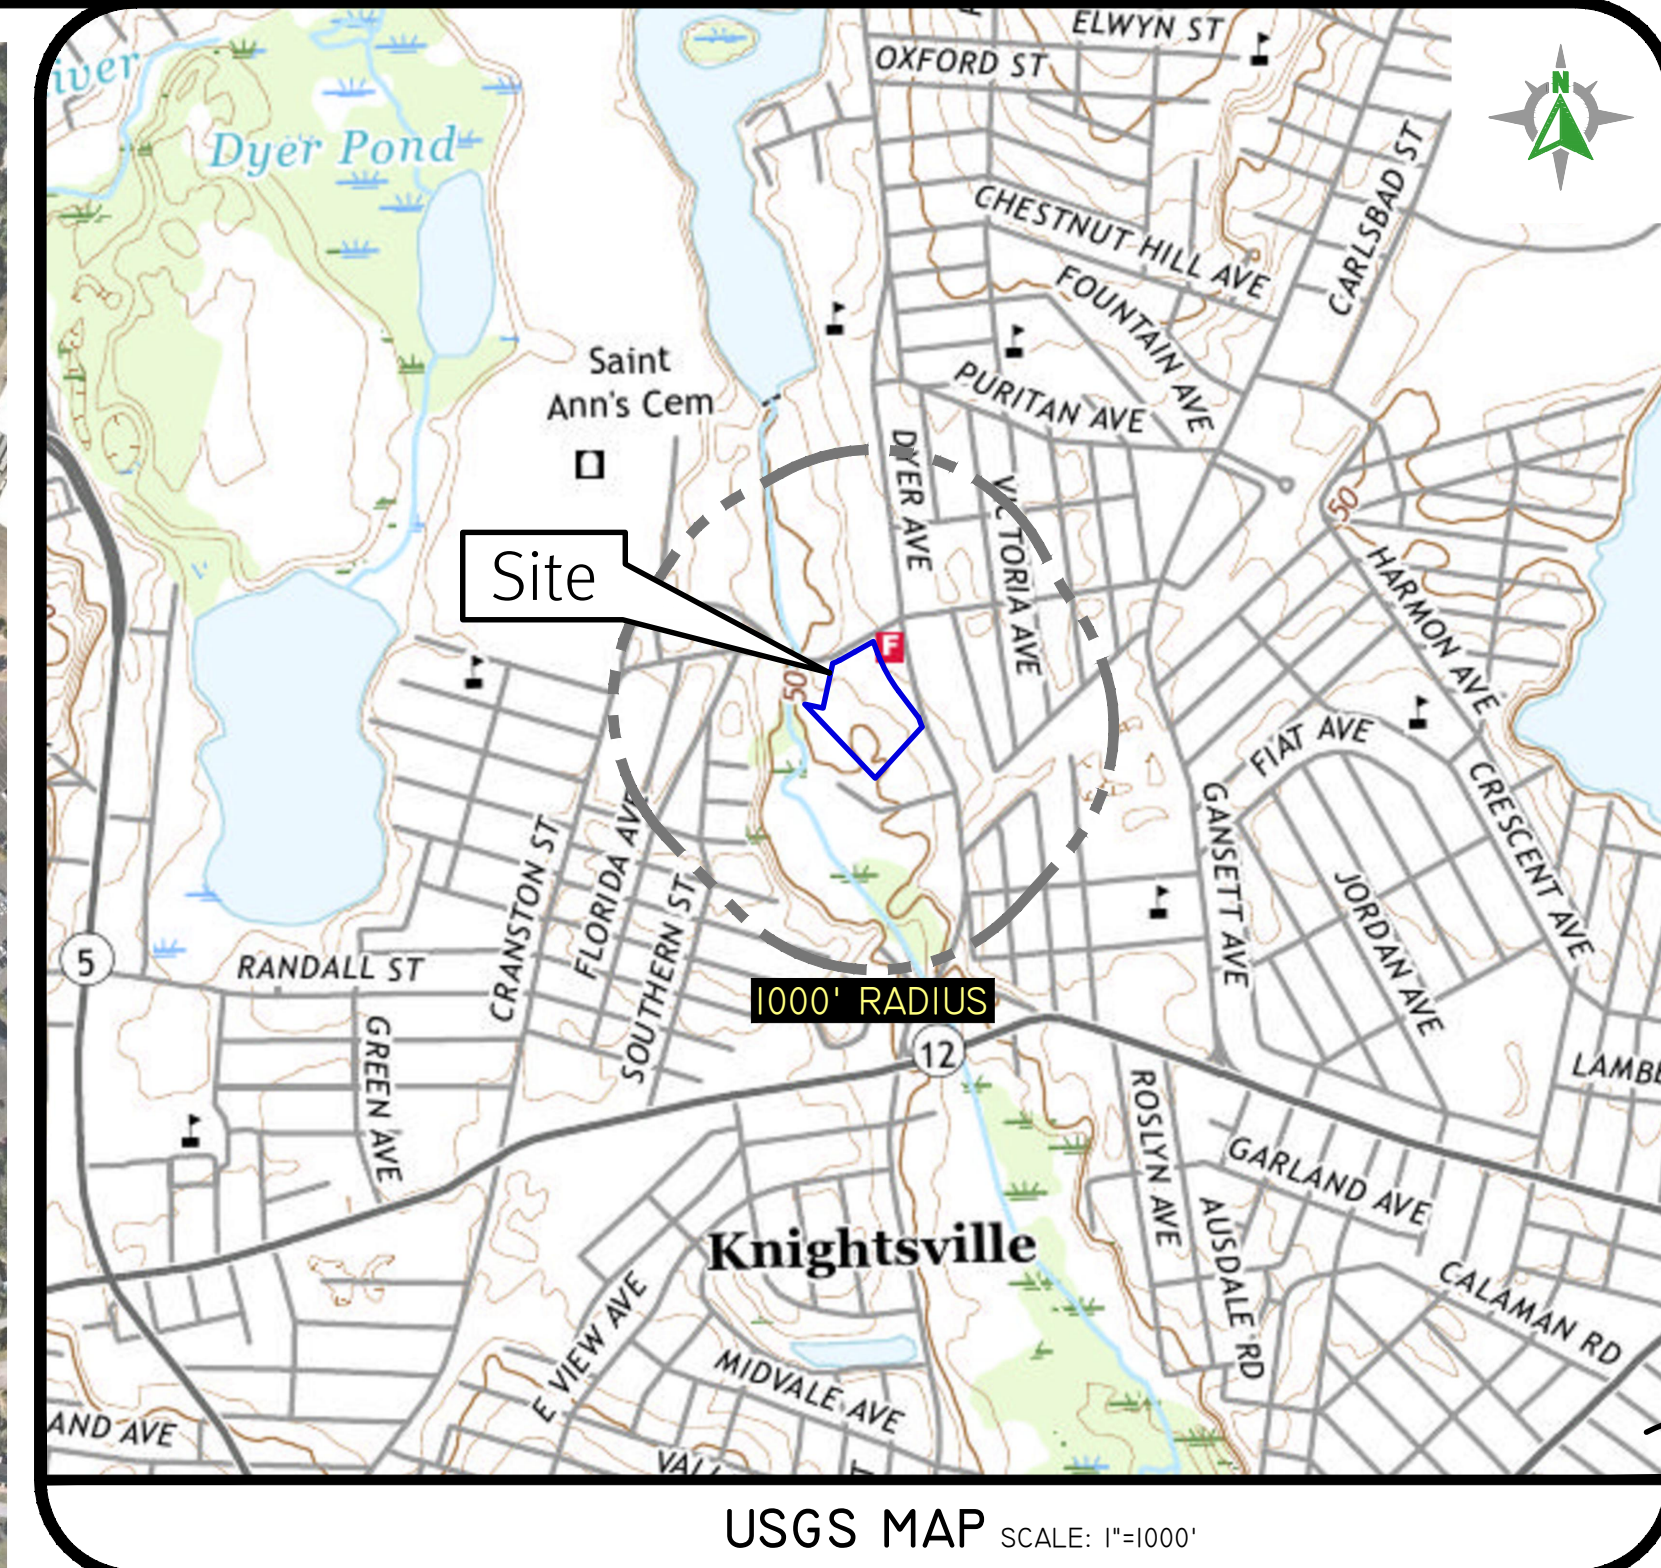 iver
Dyer Pond
ELWYN ST
OXFORD ST
N
CARLSBAD ST
CHESTNUT HILL AVE
FOUNTAIN AVE
PURITAN AVE
Saint
Ann's Cem
DYER AVE
VICTORIA AVE
50
HARMON AVE
Site
F
50
FIAT AVE
CRESCENT AVE
GANSETT AVE
JORDAN AVE
CRANSTON ST
FLORIDA AVE
SOUTHERN ST
5
RANDALL ST
1000' RADIUS
GREEN AVE
12
ROSLYN AVE
LAMBE
GARLAND AVE
AUSDALE RD
Knightsville
CALAMAN RD
E VIEW AVE
MIDVALE AVE
AND AVE
USGS MAP SCALE: 1"=1000'